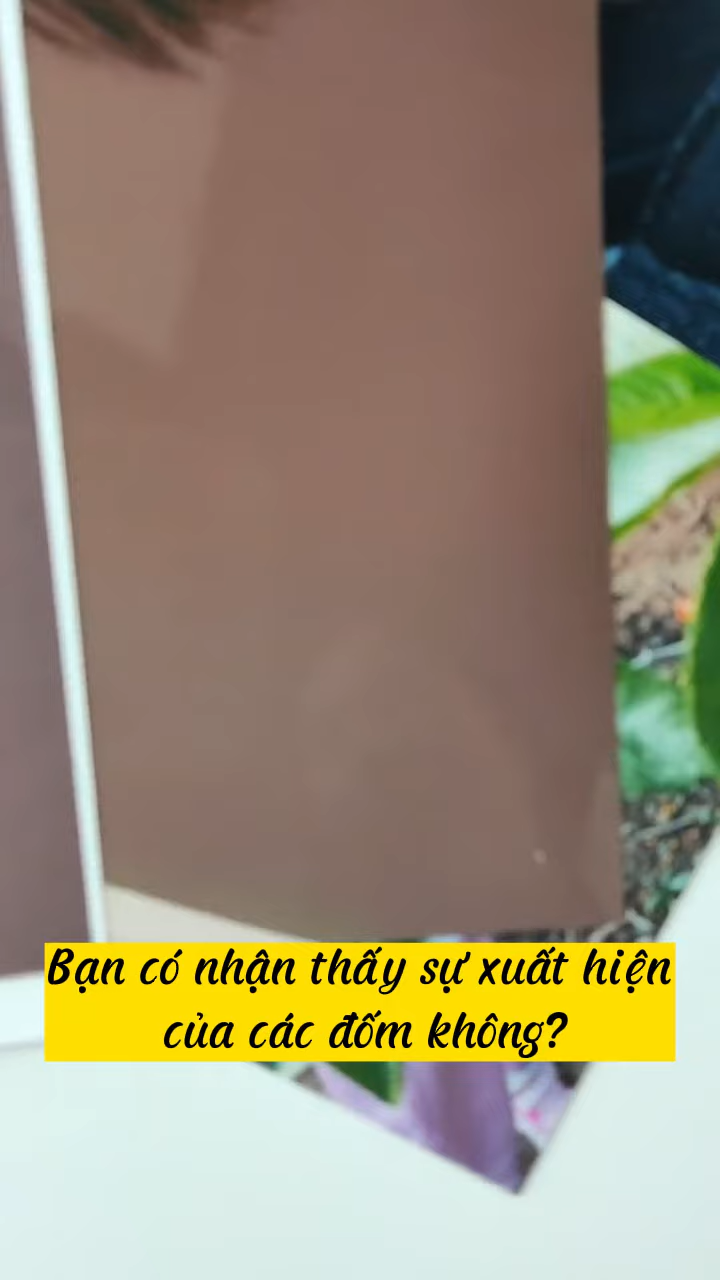 Bạn có nhận thấy sự xuất hiện
của các đốm không?